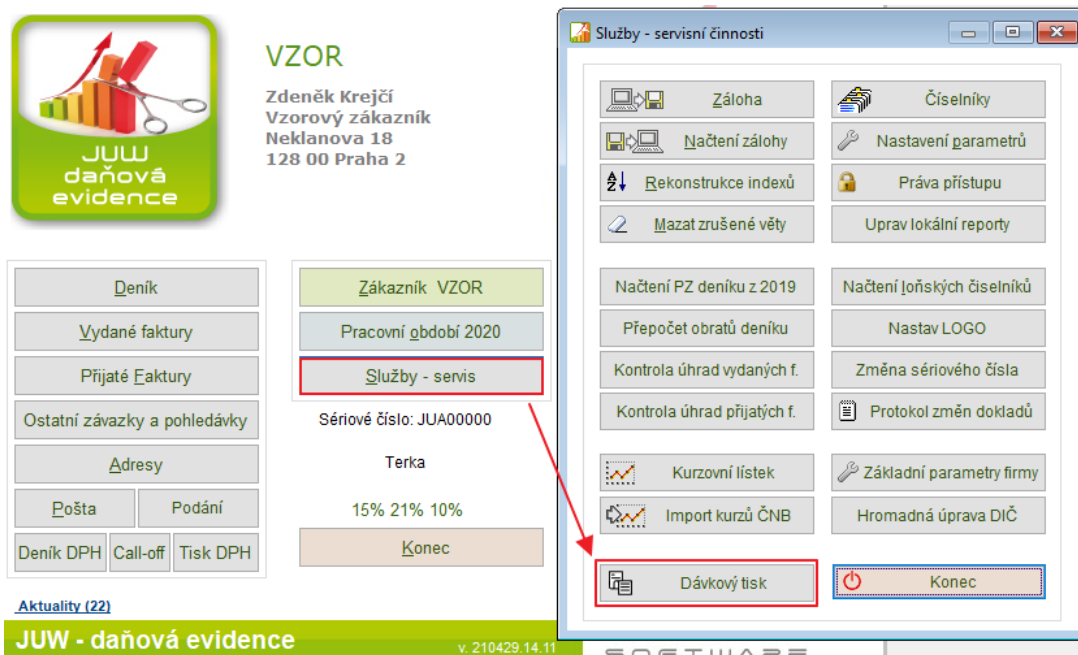 JUW
daňová
evidence
VZOR
Zdeněk Krejčí
Vzorový zákazník
Neklanova 18
128 00 Praha 2
Deník
Vydané faktury
Přijaté Faktury
Ostatní závazky a pohledávky
Adresy
Pošta Podání
Deník DPH Call-off Tisk DPH
Zákazník VZOR
Pracovní období 2020
Služby - servis
Sériové číslo: JUA00000
Terka
15% 21% 10%
Konec
Aktuality (22)
JUW - daňová evidence
v. 210429.14.11
Služby - servisní činnosti
Záloha Číselníky
Načtení zálohy Nastavení parametrů
Rekonstrukce indexů Práva přístupu
Mazat zrušené věty Uprav lokální reporty
Načtení PZ deníku z 2019 Načtení loňských čiselníků
Přepočet obratů deníku Nastav LOGO
Kontrola úhrad vydaných f. Změna sériového čísla
Kontrola úhrad přijatých f. Protokol změn dokladů
Kurzovní lístek Základní parametry firmy
Import kurzů ČNB Hromadná úprava DIČ
Dávkový tisk Konec
SOFTWARE